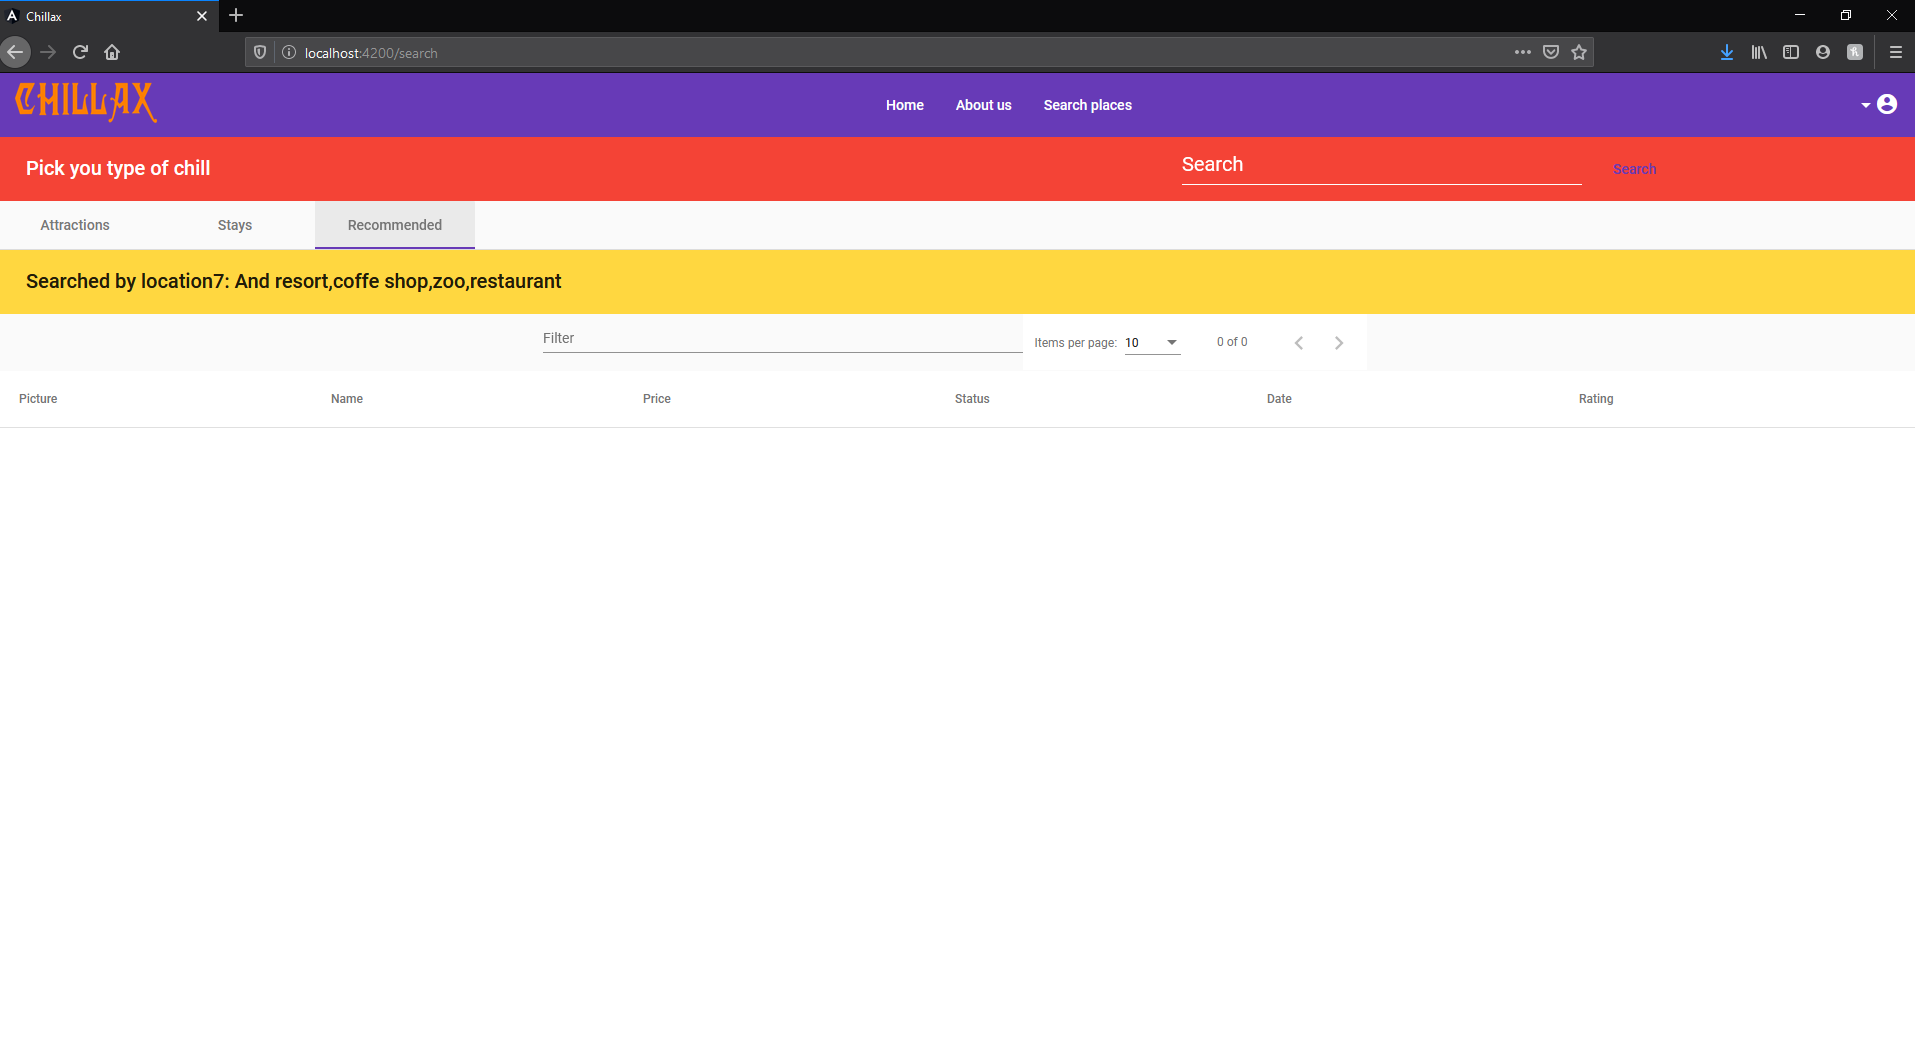 Chillax
localhost:4200/search
CHILLAX
Home About us Search places
Pick you type of chill
Search
Search
Attractions Stays Recommended
Searched by location7: And resort,coffe shop,zoo,restaurant
Filter
Items per page: 10 0 of 0
Picture Name Price Status Date Rating